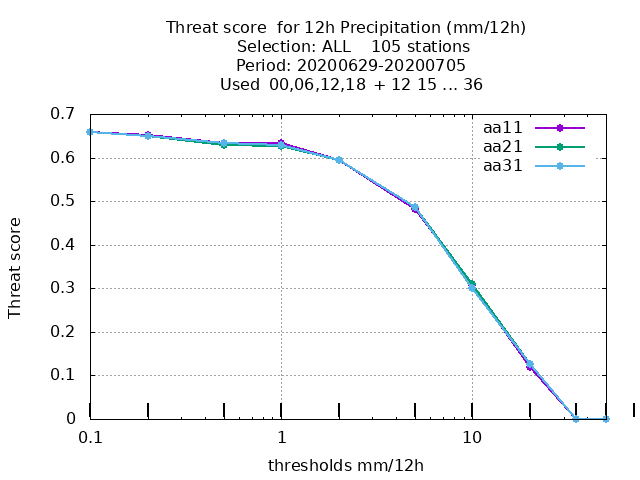 Threat score  for 12h Precipitation (mm/12h)
Selection: ALL    105 stations
Period: 20200629-20200705
Used  00,06,12,18  + 12 15 ... 36
0.7
0.6
0.5
0.4
0.3
0.2
0.1
0
Threat score
aa11
aa21
aa31
0.1 1 10
thresholds mm/12h